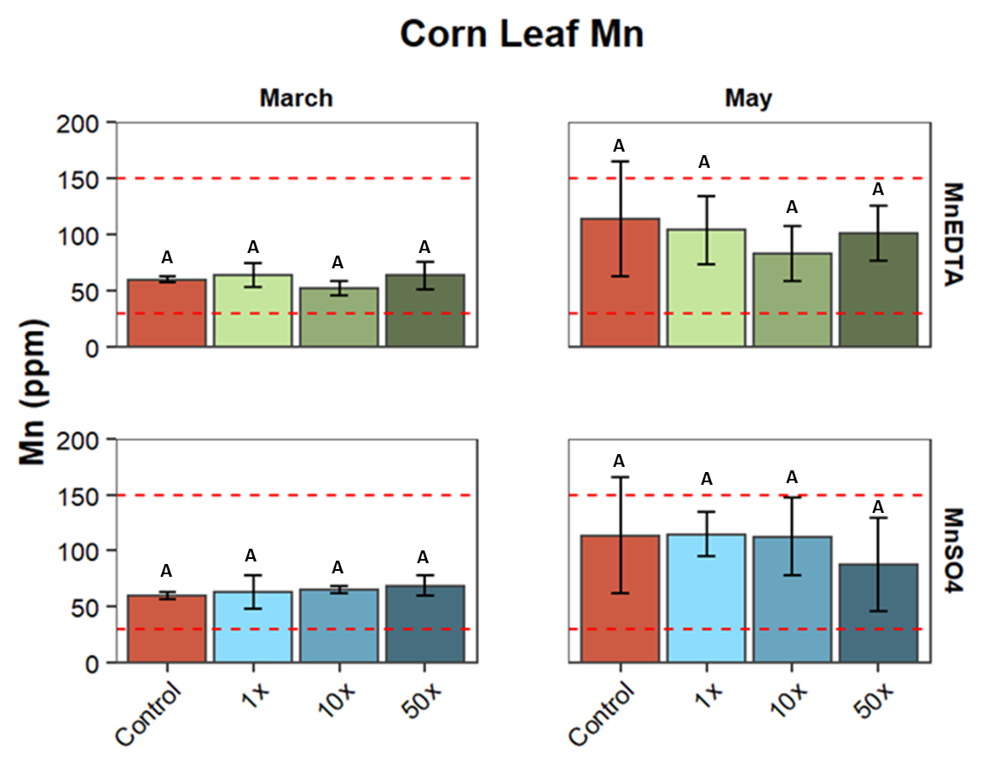 Corn Leaf Mn
March
May
Mn (ppm)
200
150
100
50
0
A
A
A
A
A
A
A
A
MnEDTA
200
150
100
50
0
A
A
A
A
A
A
A
A
MnSO4
Control
1x
10x
50x
Control
1x
10x
50x